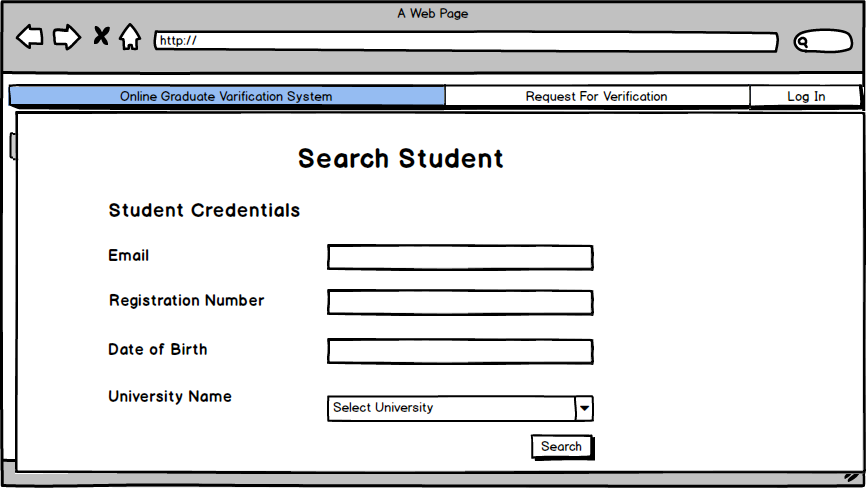 A Web Page
http://
Online Graduate Varification System Request For Verification Log In
Search Student
Student Credentials
Email
Registration Number
Date of Birth
University Name
Select University
Search